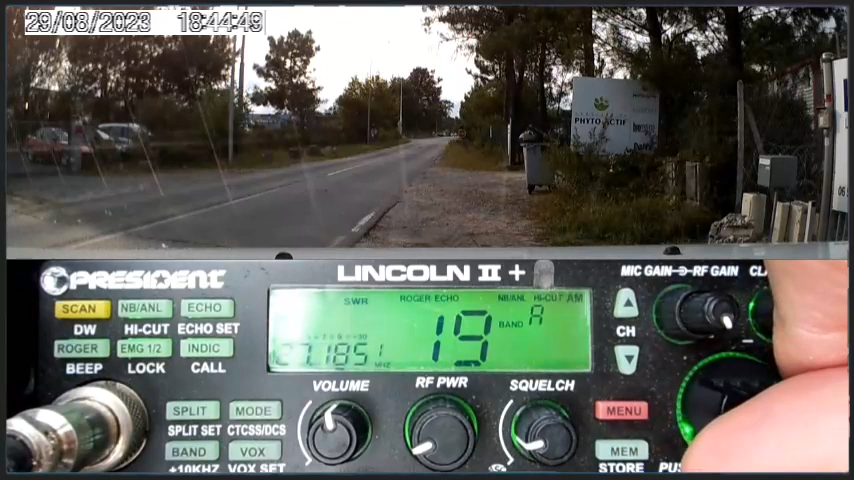 29/08/2023 18:44:49
PHYTO-ACTIF
PRESIDENT
LINCOLN II +
MIC GAIN RF GAIN
SCAN NB/ANL ECHO
DW HI-CUT ECHO SET
ROGER EMG 1/2 INDIC
BEEP LOCK CALL
SWR ROGER ECHO NB/ANL HI-CUT AM
19 BAND A
27.1851 MHz
CH
VOLUME RF PWR SQUELCH
SPLIT MODE
SPLIT SET CTCSS/DCS
BAND VOX
+10KHZ VOX SET
MENU
MEM
STORE